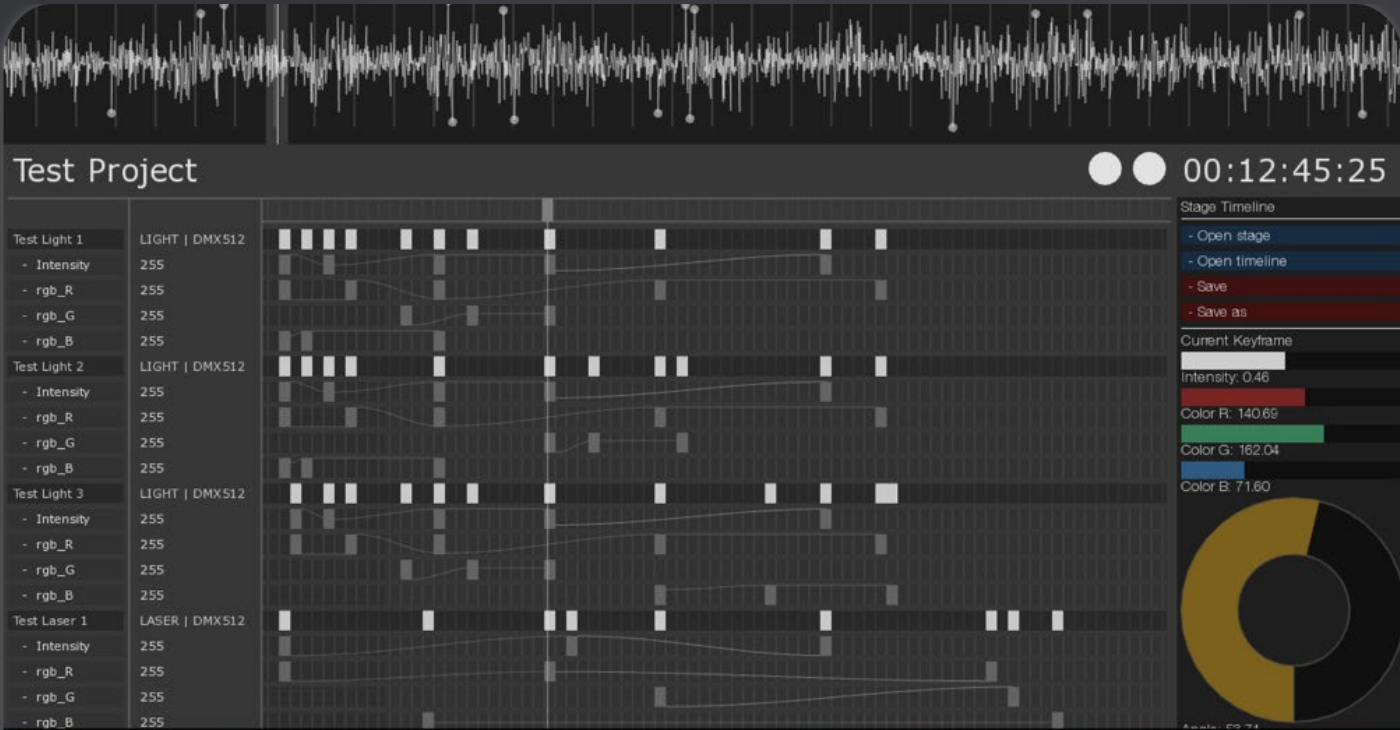 Test Project
00:12:45:25
Test Light 1 LIGHT | DMX512
- Intensity 255
- rgb_R 255
- rgb_G 255
- rgb_B 255
Test Light 2 LIGHT | DMX512
- Intensity 255
- rgb_R 255
- rgb_G 255
- rgb_B 255
Test Light 3 LIGHT | DMX512
- Intensity 255
- rgb_R 255
- rgb_G 255
- rgb_B 255
Test Laser 1 LASER | DMX512
- Intensity 255
- rgb_R 255
- rgb_G 255
- rgb_B 255
Stage Timeline
- Open stage
- Open timeline
- Save
- Save as
Current Keyframe
Intensity: 0.46
Color R: 140.69
Color G: 162.04
Color B: 71.60